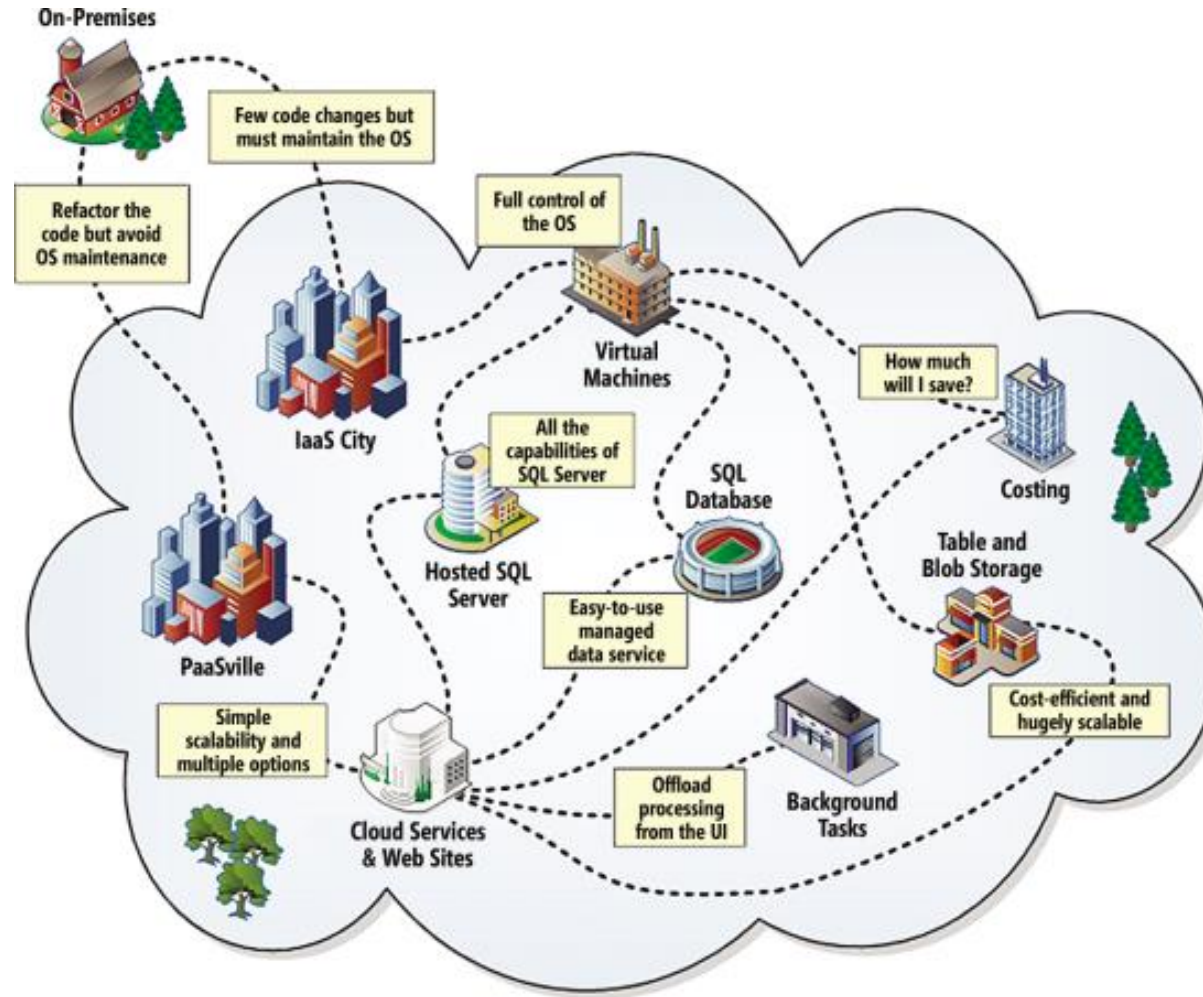 On-Premises
Few code changes but
must maintain the OS
Refactor the
code but avoid
OS maintenance
Full control of
the OS
Virtual
Machines
How much
will I save?
IaaS City
All the
capabilities of
SQL Server
SQL
Database
Costing
Hosted SQL
Server
Table and
Blob Storage
Easy-to-use
managed
data service
PaaSville
Simple
scalability and
multiple options
Cost-efficient and
hugely scalable
Offload
processing
from the UI
Background
Tasks
Cloud Services
& Web Sites